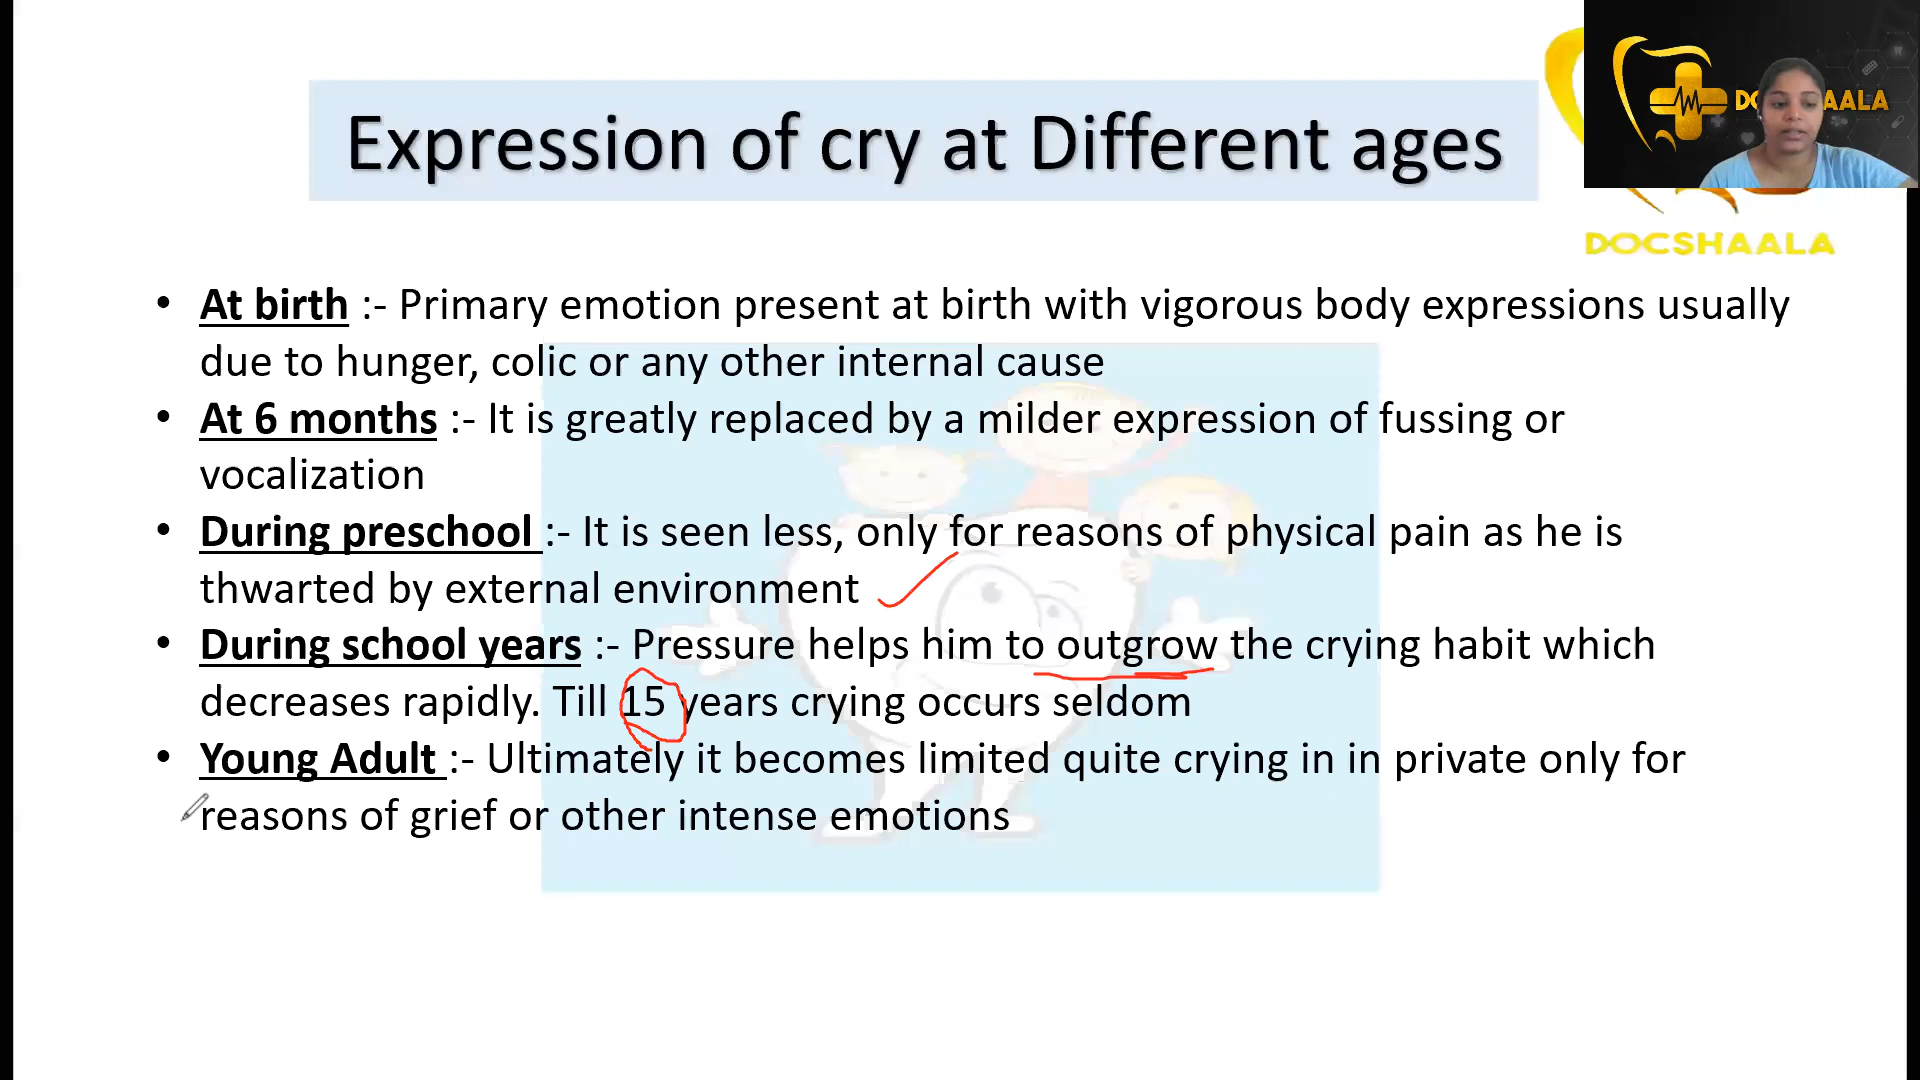 Expression of cry at Different ages
DOCSHAALA
• At birth :- Primary emotion present at birth with vigorous body expressions usually
due to hunger, colic or any other internal cause
• At 6 months :- It is greatly replaced by a milder expression of fussing or
vocalization
• During preschool :- It is seen less, only for reasons of physical pain as he is
thwarted by external environment
• During school years :- Pressure helps him to outgrow the crying habit which
decreases rapidly. Till 15 years crying occurs seldom
• Young Adult :- Ultimately it becomes limited quite crying in in private only for
reasons of grief or other intense emotions